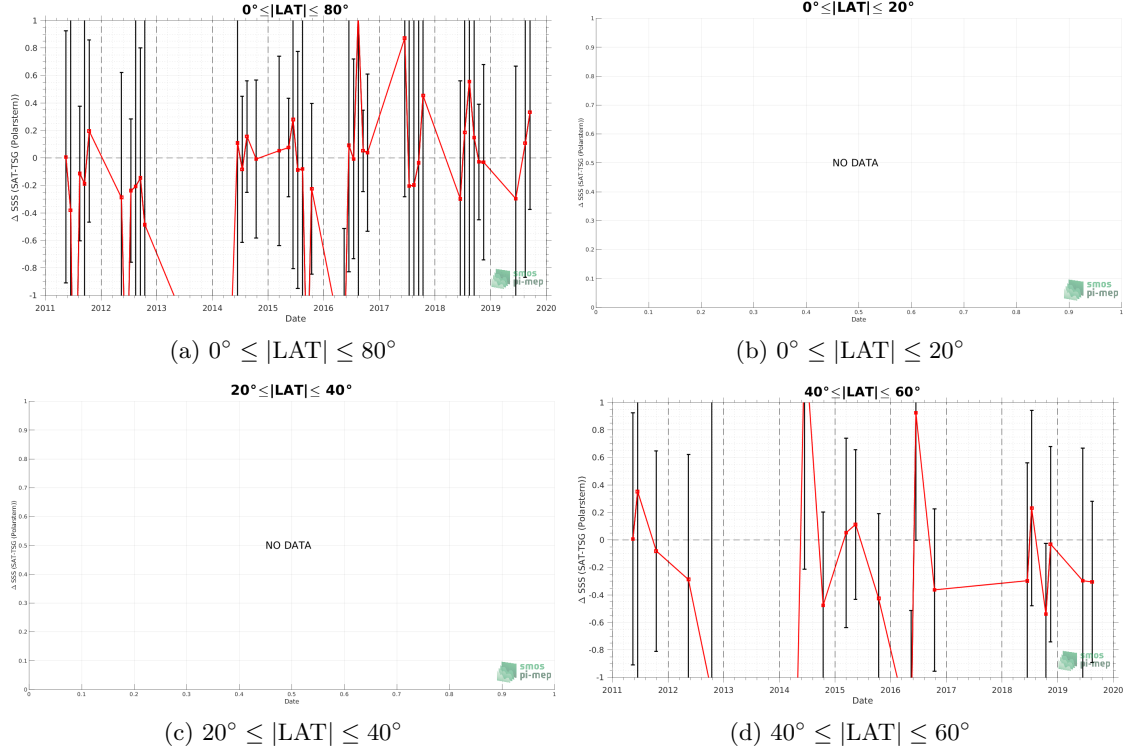 0°≤|LAT|≤ 80°
Δ SSS (SAT-TSG (Polarstern))
1
0.8
0.6
0.4
0.2
0
-0.2
-0.4
-0.6
-0.8
-1
2011 2012 2013 2014 2015 2016 2017 2018 2019 2020
Date
smos
pi-mep
(a) 0° ≤ |LAT| ≤ 80°
0°≤|LAT|≤ 20°
Δ SSS (SAT-TSG (Polarstern))
1
0.9
0.8
0.7
0.6
0.5
0.4
0.3
0.2
0.1
0
NO DATA
0 0.1 0.2 0.3 0.4 0.5 0.6 0.7 0.8 0.9 1
Date
smos
pi-mep
(b) 0° ≤ |LAT| ≤ 20°
20°≤|LAT|≤ 40°
Δ SSS (SAT-TSG (Polarstern))
1
0.9
0.8
0.7
0.6
0.5
0.4
0.3
0.2
0.1
0
NO DATA
0 0.1 0.2 0.3 0.4 0.5 0.6 0.7 0.8 0.9 1
Date
smos
pi-mep
(c) 20° ≤ |LAT| ≤ 40°
40°≤|LAT|≤ 60°
Δ SSS (SAT-TSG (Polarstern))
1
0.8
0.6
0.4
0.2
0
-0.2
-0.4
-0.6
-0.8
-1
2011 2012 2013 2014 2015 2016 2017 2018 2019 2020
Date
smos
pi-mep
(d) 40° ≤ |LAT| ≤ 60°